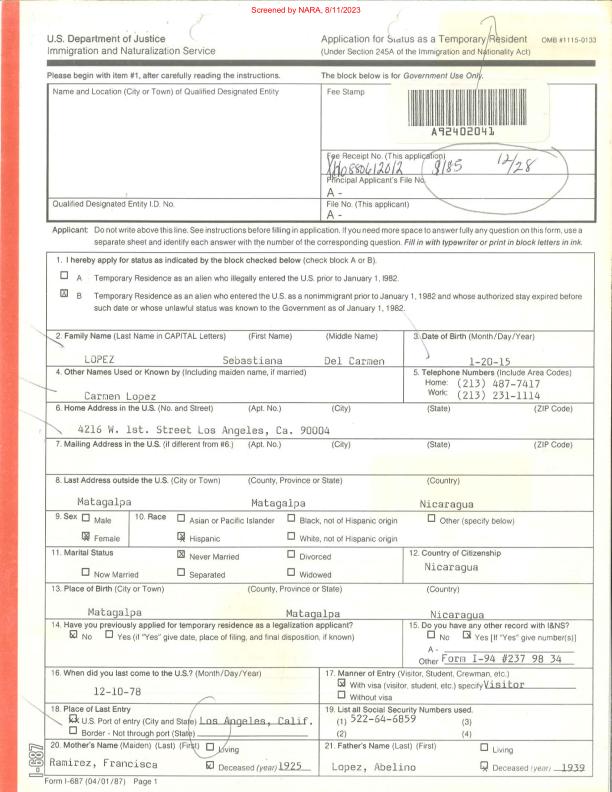 Screened by NARA, 8/11/2023
U.S. Department of Justice
Immigration and Naturalization Service
Application for Status as a Temporary Resident OMB #1115-0133
(Under Section 245A of the Immigration and Nationality Act)
Please begin with item #1, after carefully reading the instructions.
The block below is for Government Use Only.
Name and Location (City or Town) of Qualified Designated Entity
Fee Stamp
A92402041
Fee Receipt No. (This application)
$185 12/28
Principal Applicant's File No.
A -
Qualified Designated Entity I.D. No.
File No. (This applicant)
A -
Applicant: Do not write above this line. See instructions before filling in application. If you need more space to answer fully any question on this form, use a
separate sheet and identify each answer with the number of the corresponding question. Fill in with typewriter or print in block letters in ink.
1. I hereby apply for status as indicated by the block checked below (check block A or B).
A Temporary Residence as an alien who illegally entered the U.S. prior to January 1, 1982.
X B Temporary Residence as an alien who entered the U.S. as a nonimmigrant prior to January 1, 1982 and whose authorized stay expired before
such date or whose unlawful status was known to the Government as of January 1, 1982.
2. Family Name (Last Name in CAPITAL Letters) (First Name) (Middle Name) 3. Date of Birth (Month/Day/Year)
LOPEZ Sebastiana Del Carmen 1-20-15
4. Other Names Used or Known by (Including maiden name, if married) 5. Telephone Numbers (Include Area Codes)
Home: (213) 487-7417
Carmen Lopez Work: (213) 231-1114
6. Home Address in the U.S. (No. and Street) (Apt. No.) (City) (State) (ZIP Code)
4216 W. 1st. Street Los Angeles, Ca. 90004
7. Mailing Address in the U.S. (if different from #6.) (Apt. No.) (City) (State) (ZIP Code)
8. Last Address outside the U.S. (City or Town) (County, Province or State) (Country)
Matagalpa Matagalpa Nicaragua
9. Sex Male 10. Race Asian or Pacific Islander Black, not of Hispanic origin Other (specify below)
X Female X Hispanic White, not of Hispanic origin
11. Marital Status X Never Married Divorced 12. Country of Citizenship
Nicaragua
Now Married Separated Widowed
13. Place of Birth (City or Town) (County, Province or State) (Country)
Matagalpa Matagalpa Nicaragua
14. Have you previously applied for temporary residence as a legalization applicant? 15. Do you have any other record with I&NS?
X No Yes (if "Yes" give date, place of filing, and final disposition, if known) No X Yes [If "Yes" give number(s)]
A -
Other Form I-94 #237 98 34
16. When did you last come to the U.S.? (Month/Day/Year) 17. Manner of Entry (Visitor, Student, Crewman, etc.)
X With visa (visitor, student, etc.) specify Visitor
12-10-78 Without visa
18. Place of Last Entry 19. List all Social Security Numbers used.
X U.S. Port of entry (City and State) Los Angeles, Calif. (1) 522-64-6859 (3)
Border - Not through port (State) (2) (4)
20. Mother's Name (Maiden) (Last) (First) Living 21. Father's Name (Last) (First) Living
Ramirez, Francisca X Deceased (year) 1925 Lopez, Abelino X Deceased (year) 1939
I-687
Form I-687 (04/01/87) Page 1